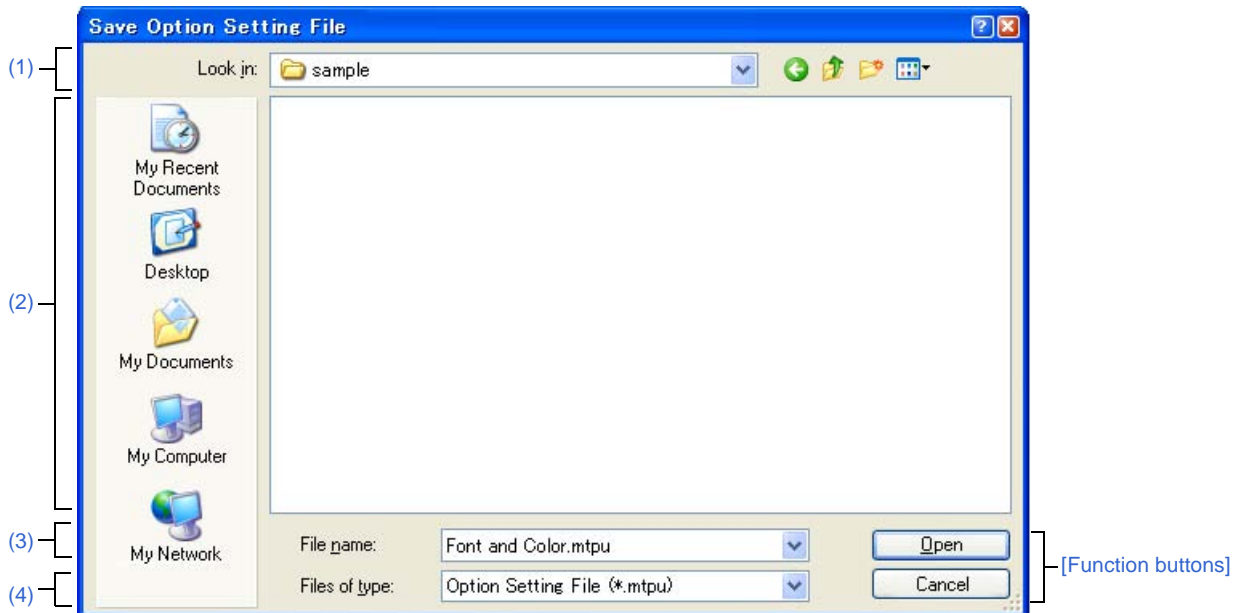 Save Option Setting File
(1)
Look in:
sample
(2)
My Recent
Documents
Desktop
My Documents
My Computer
My Network
(3)
File name:
Font and Color.mtpu
Open
(4)
Files of type:
Option Setting File (*.mtpu)
Cancel
[Function buttons]